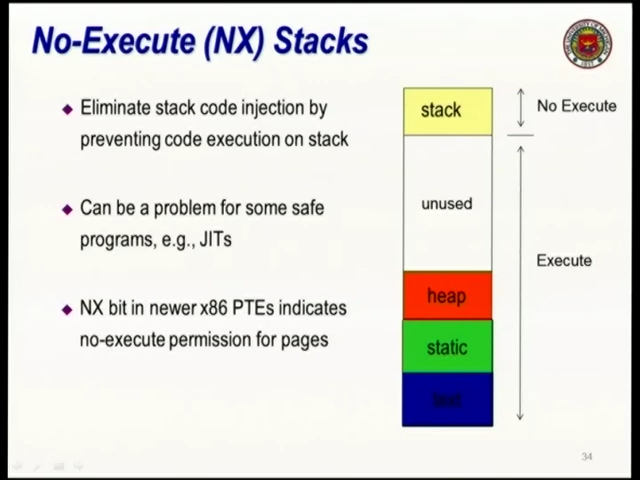 No-Execute (NX) Stacks
Eliminate stack code injection by
preventing code execution on stack
Can be a problem for some safe
programs, e.g., JITs
NX bit in newer x86 PTEs indicates
no-execute permission for pages
stack
No Execute
unused
Execute
heap
static
text
34